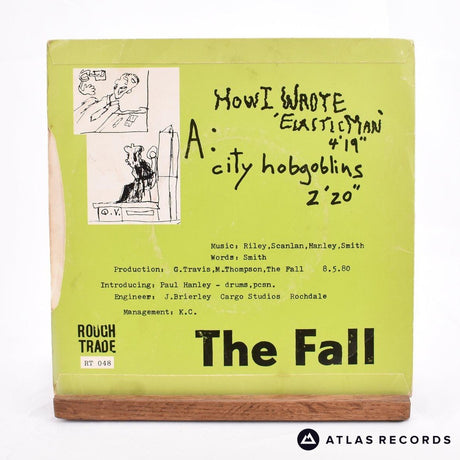 How I WROTE
'ELASTIC MAN'
4'19"
A:
city hobgoblins
2'20"
Q.V.
Music: Riley,Scanlan,Hanley,Smith
Words: Smith
Production: G.Travis,M.Thompson,The Fall 8.5.80
Introducing: Paul Hanley - drums,pcsn.
Engineer: J.Brierley Cargo Studios Rochdale
Management: K.C.
ROUGH
TRADE
RT 048
The Fall
ATLAS RECORDS